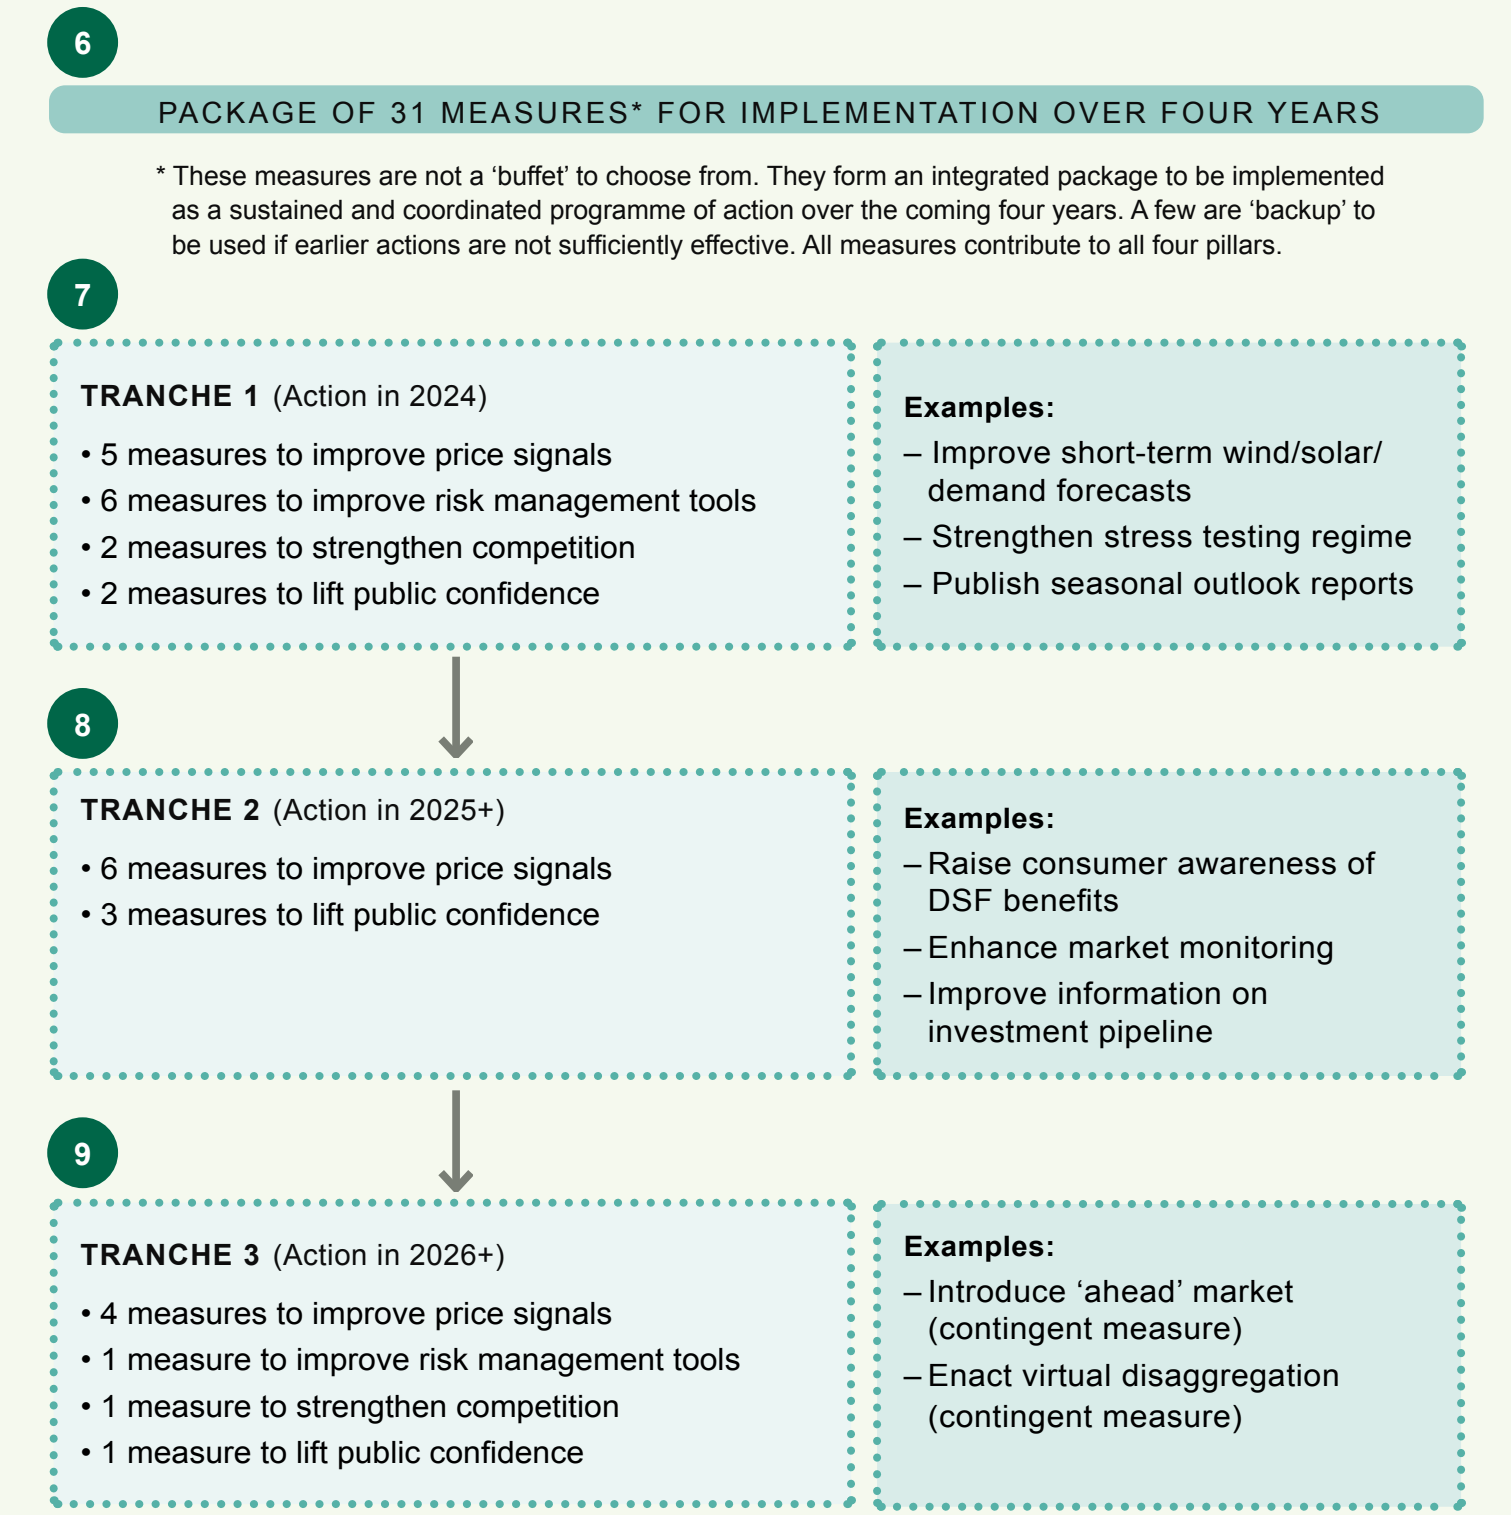 6
PACKAGE OF 31 MEASURES* FOR IMPLEMENTATION OVER FOUR YEARS
* These measures are not a ‘buffet’ to choose from. They form an integrated package to be implemented
as a sustained and coordinated programme of action over the coming four years. A few are ‘backup’ to
be used if earlier actions are not sufficiently effective. All measures contribute to all four pillars.
7
TRANCHE 1 (Action in 2024)
• 5 measures to improve price signals
• 6 measures to improve risk management tools
• 2 measures to strengthen competition
• 2 measures to lift public confidence
Examples:
– Improve short-term wind/solar/
demand forecasts
– Strengthen stress testing regime
– Publish seasonal outlook reports
8
TRANCHE 2 (Action in 2025+)
• 6 measures to improve price signals
• 3 measures to lift public confidence
Examples:
– Raise consumer awareness of
DSF benefits
– Enhance market monitoring
– Improve information on
investment pipeline
9
TRANCHE 3 (Action in 2026+)
• 4 measures to improve price signals
• 1 measure to improve risk management tools
• 1 measure to strengthen competition
• 1 measure to lift public confidence
Examples:
– Introduce ‘ahead’ market
(contingent measure)
– Enact virtual disaggregation
(contingent measure)